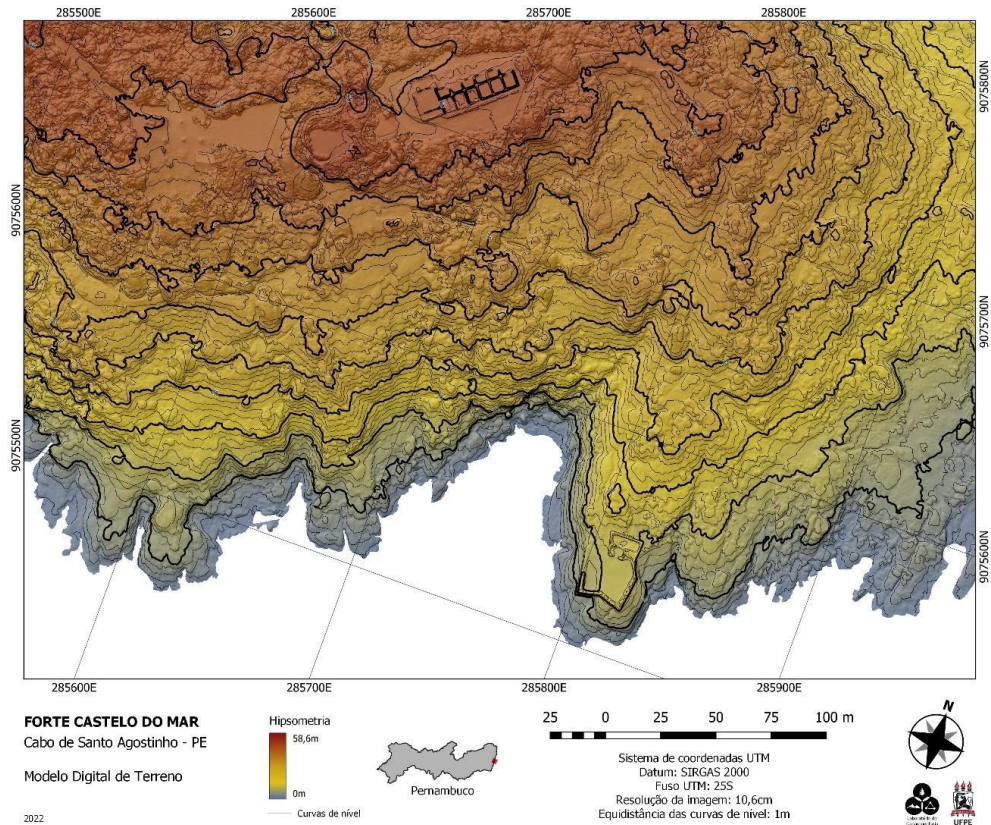 285500E 285600E 285700E 285800E
9075800N
9075600N
9075700N
9075500N
9075600N
285600E 285700E 285800E 285900E
FORTE CASTELO DO MAR
Cabo de Santo Agostinho - PE
Modelo Digital de Terreno
2022
Hipsometria
58,6m
0m
Curvas de nível
Pernambuco
25 0 25 50 75 100 m
Sistema de coordenadas UTM
Datum: SIRGAS 2000
Fuso UTM: 25S
Resolução da imagem: 10,6cm
Equidistância das curvas de nível: 1m
N
UFPE